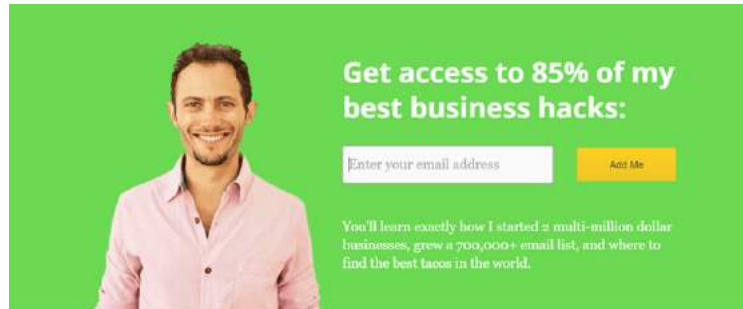 Get access to 85% of my
best business hacks:
Enter your email address
Add Me
You'll learn exactly how I started 2 multi-million dollar
businesses, grew a 700,000+ email list, and where to
find the best tacos in the world.